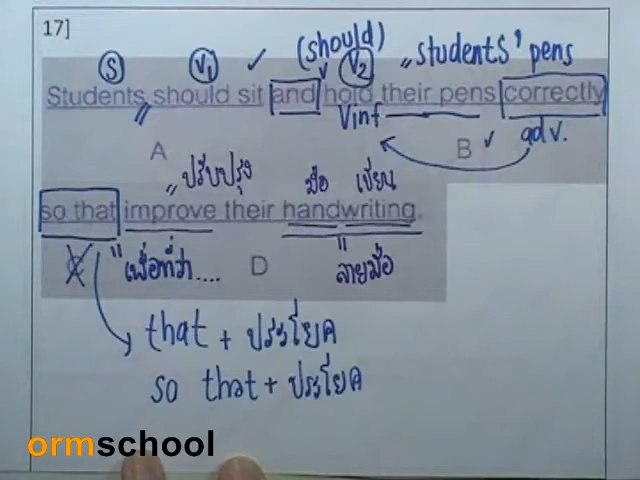 17]
(should)
S V1 ✓ V2 " students' pens
Students should sit and hold their pens correctly
Vinf
adv.
A B ✓
" ปรับปรุง มือ เขียน
so that improve their handwriting.
" เพื่อที่ว่า.... D " ลายมือ
that + ประโยค
so that + ประโยค
ormschool